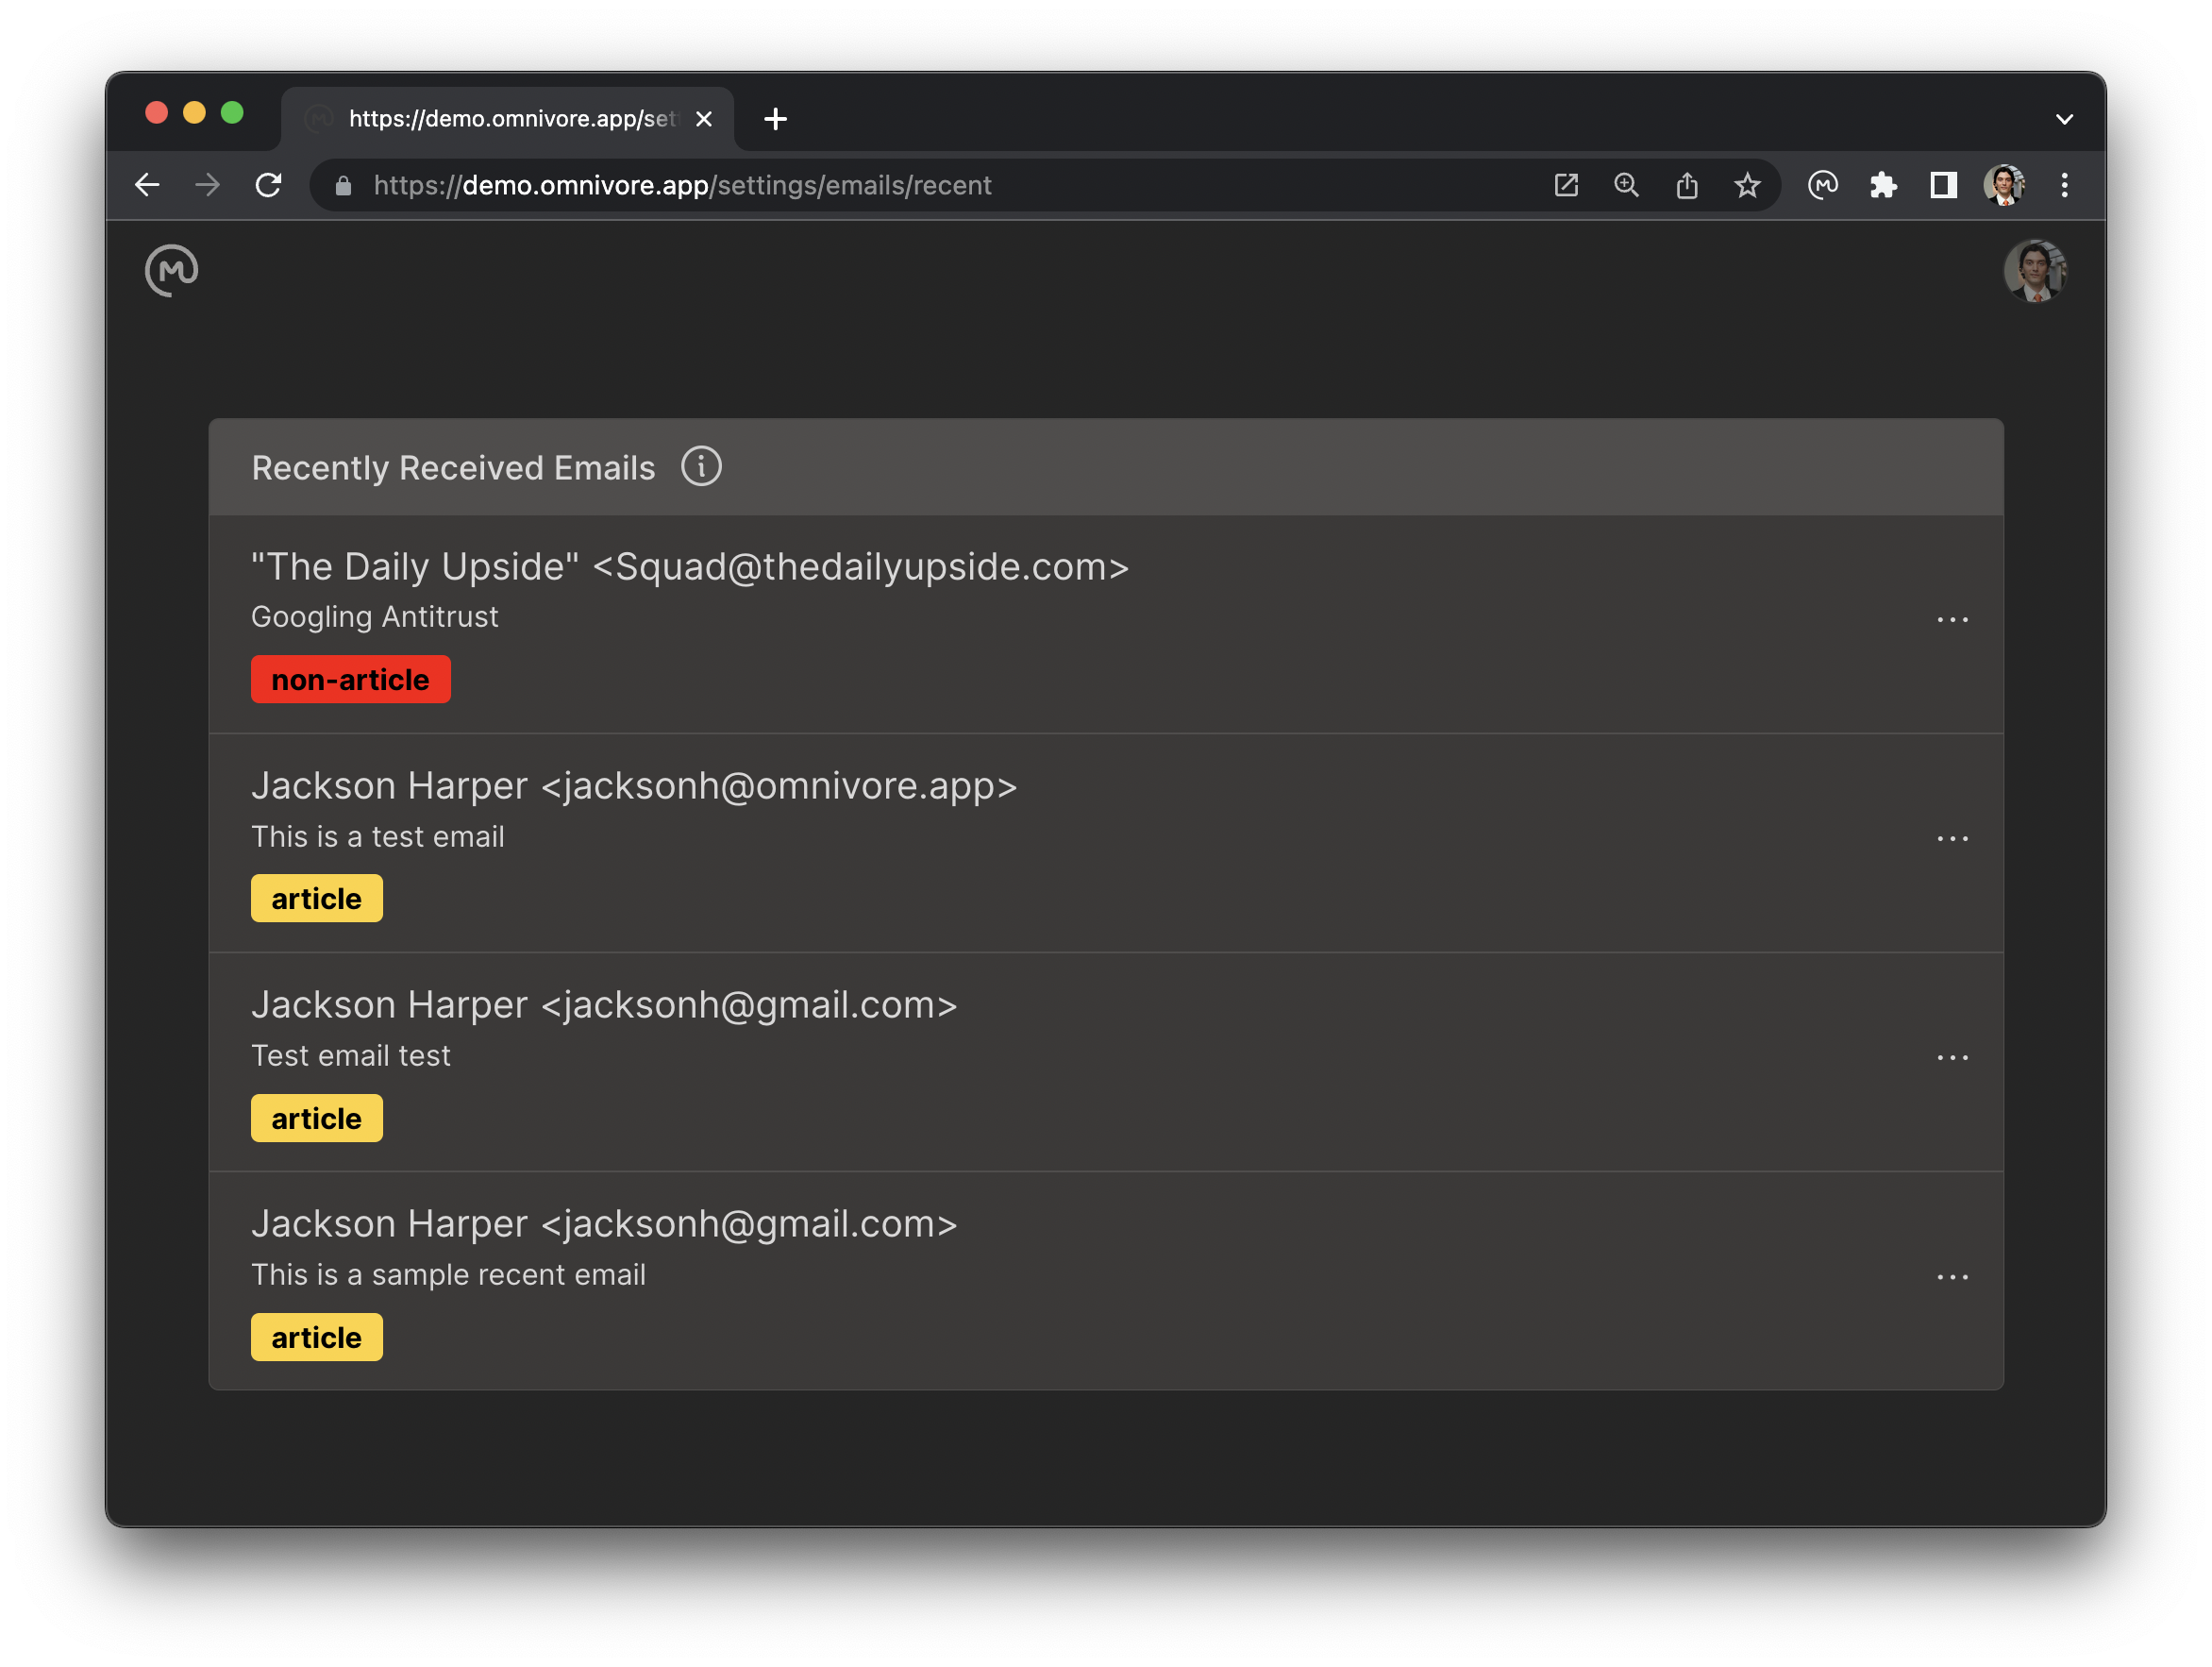 https://demo.omnivore.app/set
https://demo.omnivore.app/settings/emails/recent
Recently Received Emails
"The Daily Upside" <Squad@thedailyupside.com>
Googling Antitrust
non-article
Jackson Harper <jacksonh@omnivore.app>
This is a test email
article
Jackson Harper <jacksonh@gmail.com>
Test email test
article
Jackson Harper <jacksonh@gmail.com>
This is a sample recent email
article